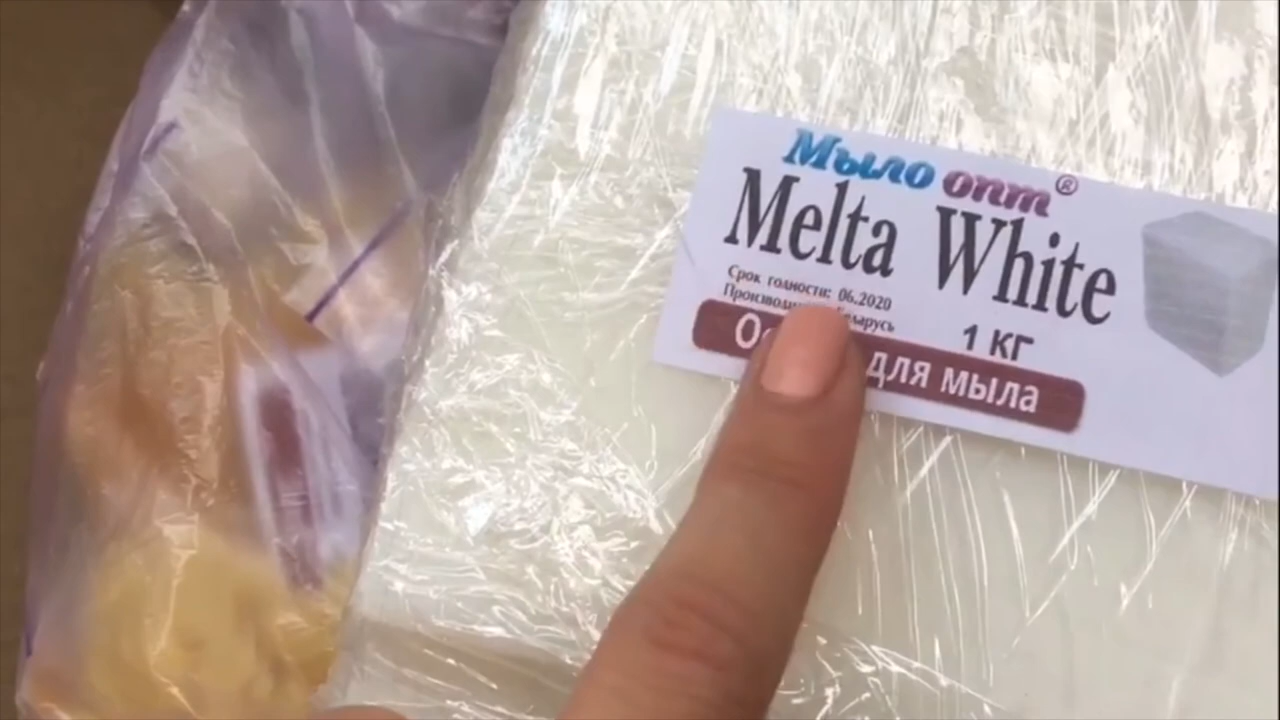 Мыло опт®
Melta White
Срок годности: 06.2020
1 кг
для мыла